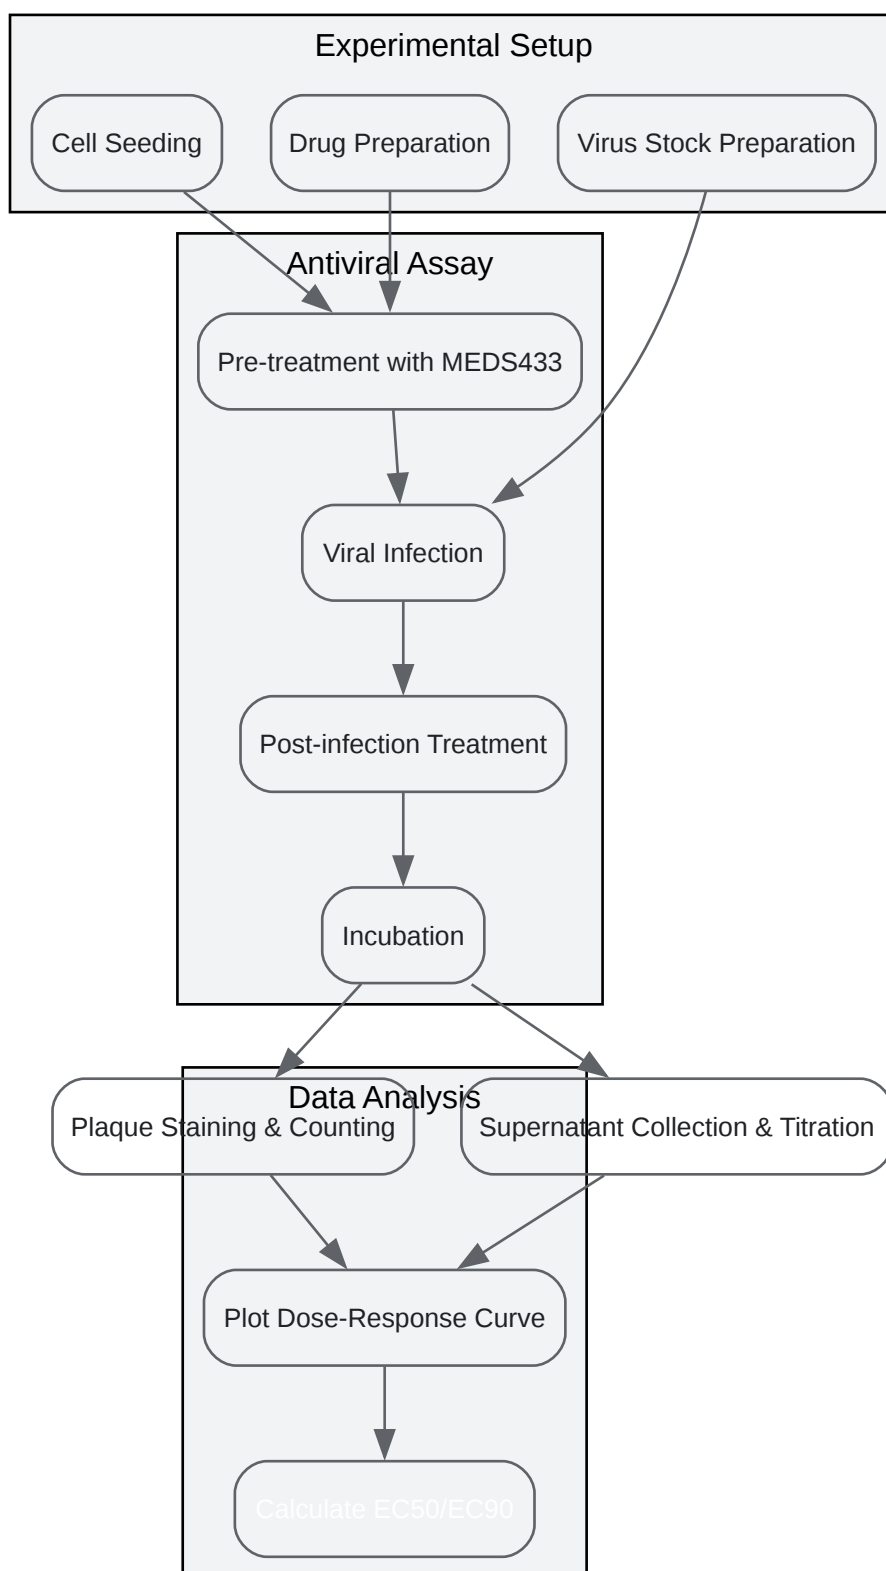 Experimental Setup
Cell Seeding
Drug Preparation
Virus Stock Preparation
Antiviral Assay
Pre-treatment with MEDS433
Viral Infection
Post-infection Treatment
Incubation
Data Analysis
Plaque Staining & Counting
Supernatant Collection & Titration
Plot Dose-Response Curve
Calculate EC50/EC90